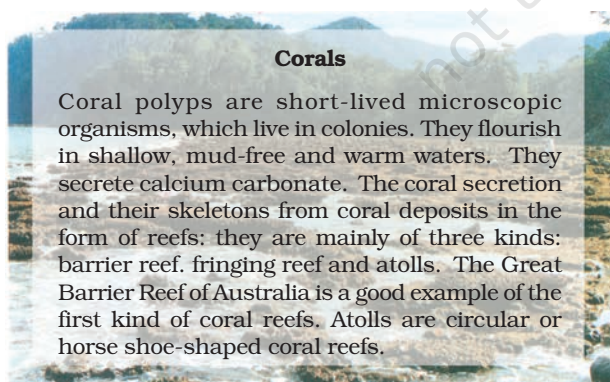 not
Corals
Coral polyps are short-lived microscopic
organisms, which live in colonies. They flourish
in shallow, mud-free and warm waters. They
secrete calcium carbonate. The coral secretion
and their skeletons from coral deposits in the
form of reefs: they are mainly of three kinds:
barrier reef. fringing reef and atolls. The Great
Barrier Reef of Australia is a good example of the
first kind of coral reefs. Atolls are circular or
horse shoe-shaped coral reefs.